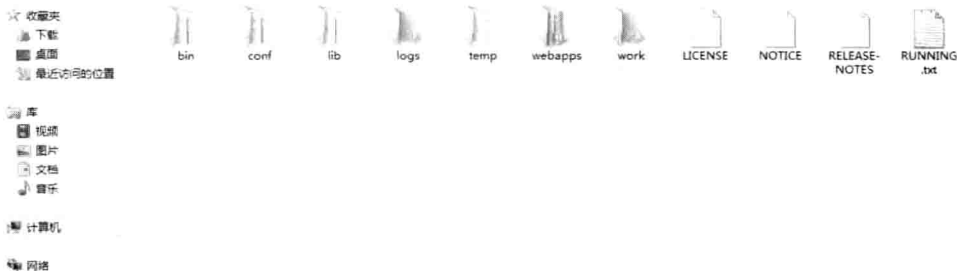 收藏夹
下载
桌面
最近访问的位置
库
视频
图片
文档
音乐
计算机
网络
bin
conf
lib
logs
temp
webapps
work
LICENSE
NOTICE
RELEASE-
NOTES
RUNNING
.txt